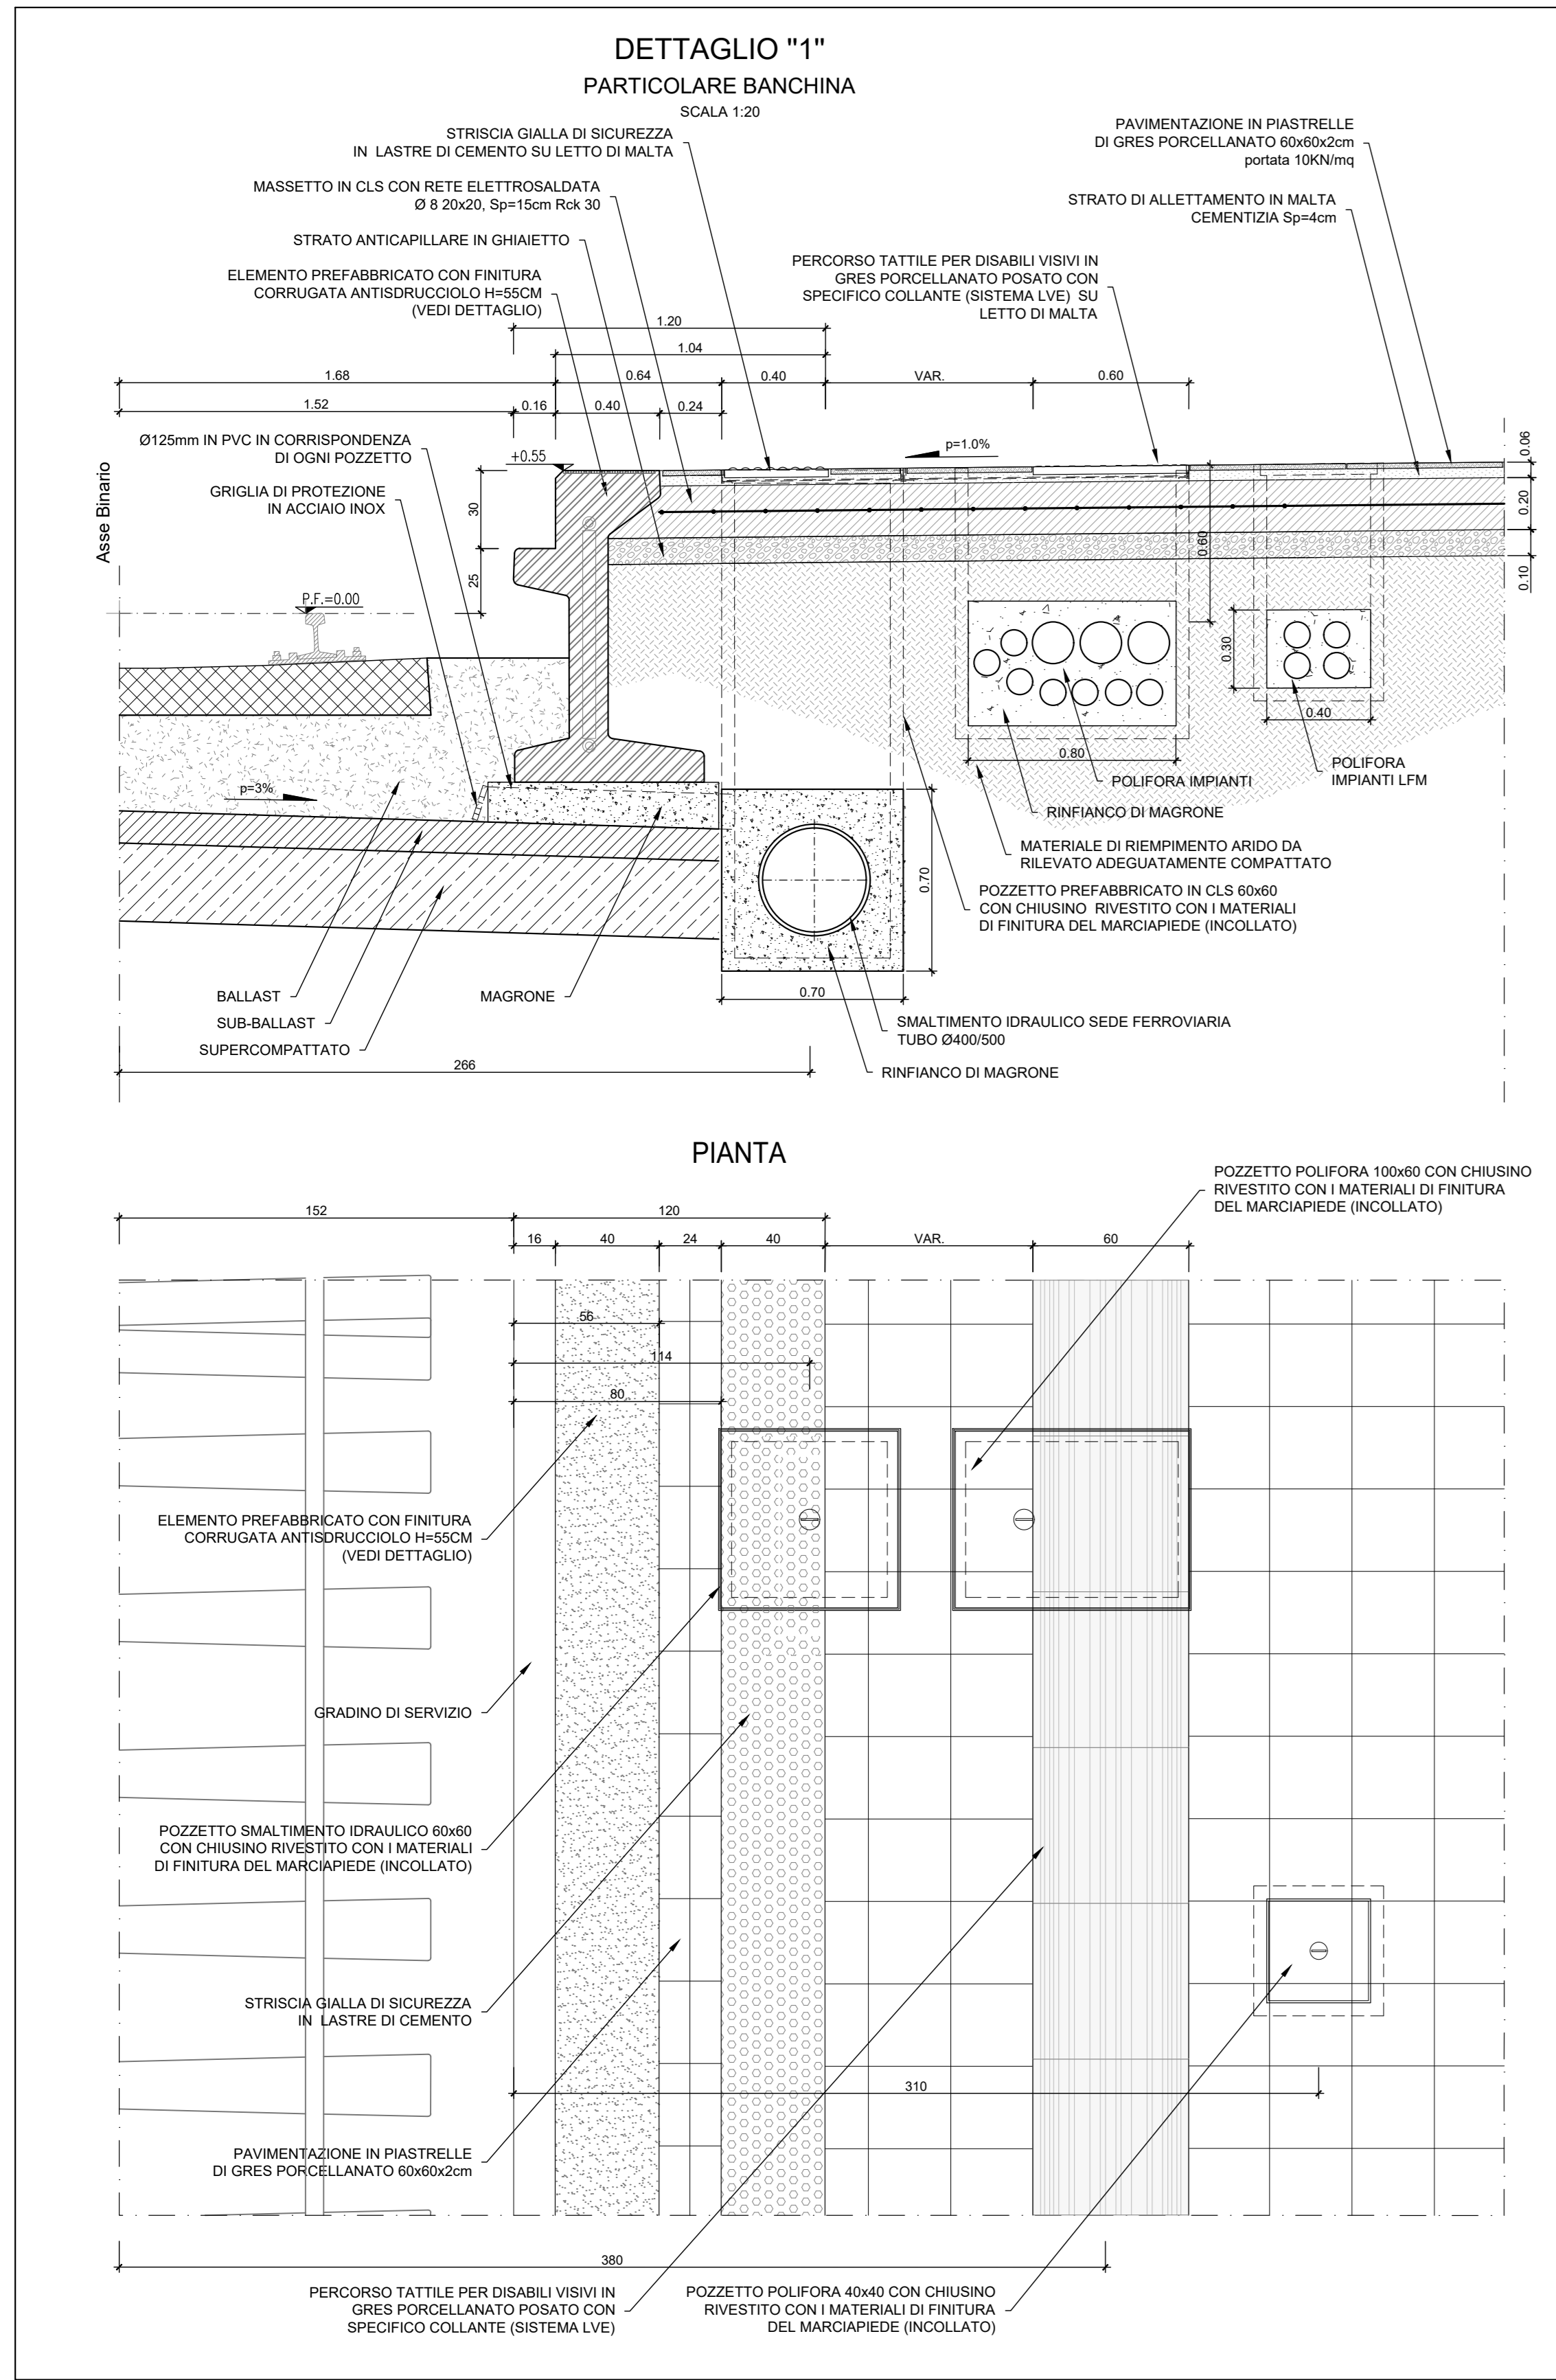 DETTAGLIO "1"
PARTICOLARE BANCHINA
SCALA 1:20
STRISCIA GIALLA DI SICUREZZA
IN LASTRE DI CEMENTO SU LETTO DI MALTA
MASSETTO IN CLS CON RETE ELETTROSALDATA
Ø 8 20x20, Sp=15cm Rck 30
STRATO ANTICAPILLARE IN GHIAIETTO
ELEMENTO PREFABBRICATO CON FINITURA
CORRUGATA ANTISDRUCCIOLO H=55CM
(VEDI DETTAGLIO)
PAVIMENTAZIONE IN PIASTRELLE
DI GRES PORCELLANATO 60x60x2cm
portata 10KN/mq
STRATO DI ALLETTAMENTO IN MALTA
CEMENTIZIA Sp=4cm
PERCORSO TATTILE PER DISABILI VISIVI IN
GRES PORCELLANATO POSATO CON
SPECIFICO COLLANTE (SISTEMA LVE) SU
LETTO DI MALTA
1.20
1.04
1.68
0.64
0.40
VAR.
0.60
1.52
0.16
0.40
0.24
Ø125mm IN PVC IN CORRISPONDENZA
DI OGNI POZZETTO
GRIGLIA DI PROTEZIONE
IN ACCIAIO INOX
+0.55
p=1.0%
Asse Binario
30
25
P.F.=0.00
0.06
0.20
0.10
0.60
0.30
0.40
0.80
POLIFORA IMPIANTI
POLIFORA
IMPIANTI LFM
RINFIANCO DI MAGRONE
p=3%
MATERIALE DI RIEMPIMENTO ARIDO DA
RILEVATO ADEGUATAMENTE COMPATTATO
0.70
POZZETTO PREFABBRICATO IN CLS 60x60
CON CHIUSINO RIVESTITO CON I MATERIALI
DI FINITURA DEL MARCIAPIEDE (INCOLLATO)
0.70
BALLAST
MAGRONE
SUB-BALLAST
SUPERCOMPATTATO
SMALTIMENTO IDRAULICO SEDE FERROVIARIA
TUBO Ø400/500
266
RINFIANCO DI MAGRONE
PIANTA
POZZETTO POLIFORA 100x60 CON CHIUSINO
RIVESTITO CON I MATERIALI DI FINITURA
DEL MARCIAPIEDE (INCOLLATO)
152
120
16
40
24
40
VAR.
60
56
114
80
ELEMENTO PREFABBRICATO CON FINITURA
CORRUGATA ANTISDRUCCIOLO H=55CM
(VEDI DETTAGLIO)
GRADINO DI SERVIZIO
POZZETTO SMALTIMENTO IDRAULICO 60x60
CON CHIUSINO RIVESTITO CON I MATERIALI
DI FINITURA DEL MARCIAPIEDE (INCOLLATO)
STRISCIA GIALLA DI SICUREZZA
IN LASTRE DI CEMENTO
310
PAVIMENTAZIONE IN PIASTRELLE
DI GRES PORCELLANATO 60x60x2cm
380
PERCORSO TATTILE PER DISABILI VISIVI IN
GRES PORCELLANATO POSATO CON
SPECIFICO COLLANTE (SISTEMA LVE)
POZZETTO POLIFORA 40x40 CON CHIUSINO
RIVESTITO CON I MATERIALI DI FINITURA
DEL MARCIAPIEDE (INCOLLATO)